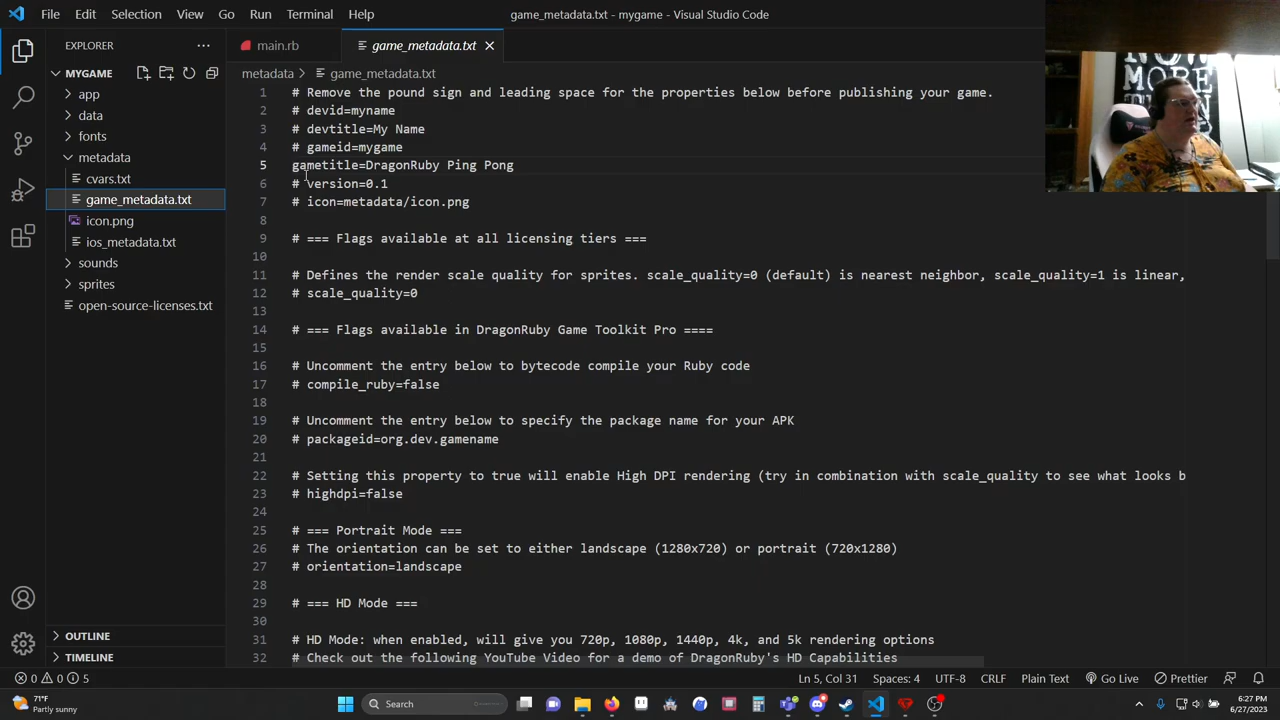 File Edit Selection View Go Run Terminal Help
game_metadata.txt - mygame - Visual Studio Code
EXPLORER
MYGAME
app
data
fonts
metadata
cvars.txt
game_metadata.txt
icon.png
ios_metadata.txt
sounds
sprites
open-source-licenses.txt
OUTLINE
TIMELINE
main.rb
game_metadata.txt
metadata > game_metadata.txt
1 # Remove the pound sign and leading space for the properties below before publishing your game.
2 # devid=myname
3 # devtitle=My Name
4 # gameid=mygame
5 gametitle=DragonRuby Ping Pong
6 # version=0.1
7 # icon=metadata/icon.png
8
9 # === Flags available at all licensing tiers ===
10
11 # Defines the render scale quality for sprites. scale_quality=0 (default) is nearest neighbor, scale_quality=1 is linear,
12 # scale_quality=0
13
14 # === Flags available in DragonRuby Game Toolkit Pro ====
15
16 # Uncomment the entry below to bytecode compile your Ruby code
17 # compile_ruby=false
18
19 # Uncomment the entry below to specify the package name for your APK
20 # packageid=org.dev.gamename
21
22 # Setting this property to true will enable High DPI rendering (try in combination with scale_quality to see what looks b
23 # highdpi=false
24
25 # === Portrait Mode ===
26 # The orientation can be set to either landscape (1280x720) or portrait (720x1280)
27 # orientation=landscape
28
29 # === HD Mode ===
30
31 # HD Mode: when enabled, will give you 720p, 1080p, 1440p, 4k, and 5k rendering options
32 # Check out the following YouTube Video for a demo of DragonRuby's HD Capabilities
NOW
MORE
0 0 5
Ln 5, Col 31 Spaces: 4 UTF-8 CRLF Plain Text Go Live Prettier
71°F
Partly sunny
Search
6:27 PM
6/27/2023